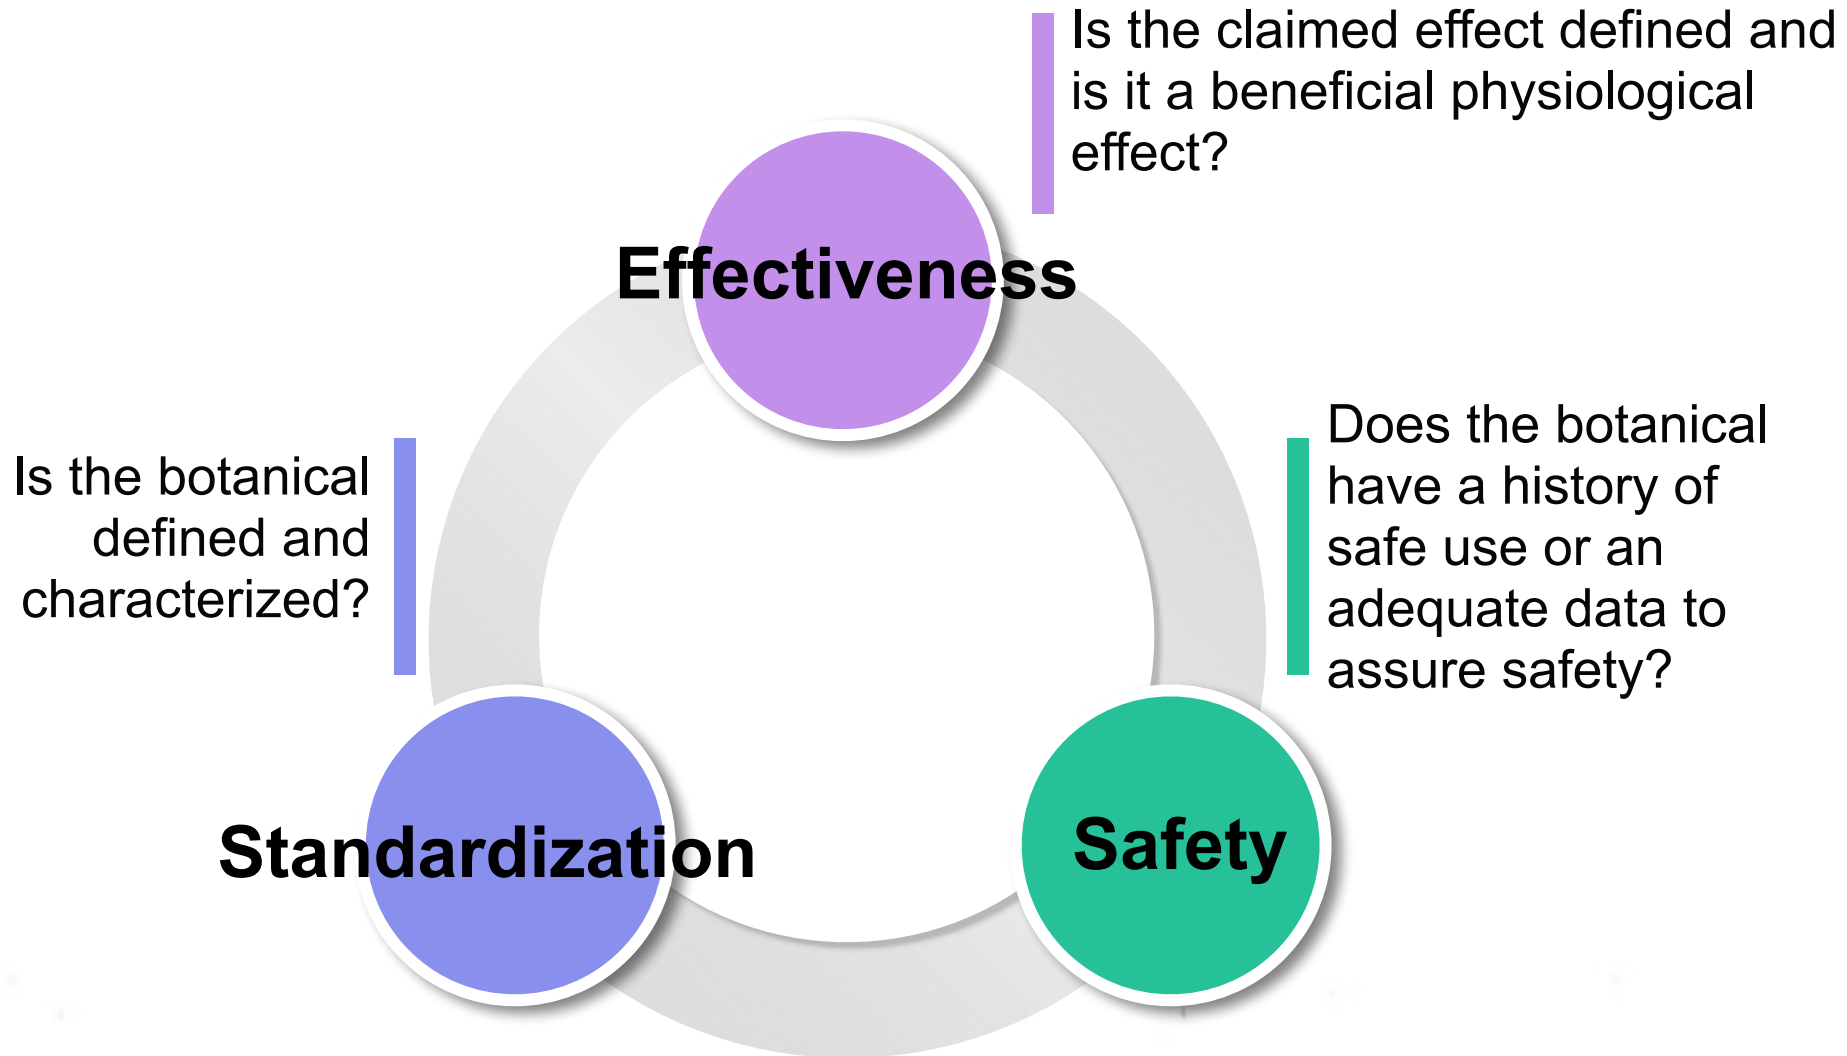 Is the claimed effect defined and
is it a beneficial physiological
effect?
Effectiveness
Is the botanical
defined and
characterized?
Does the botanical
have a history of
safe use or an
adequate data to
assure safety?
Standardization
Safety